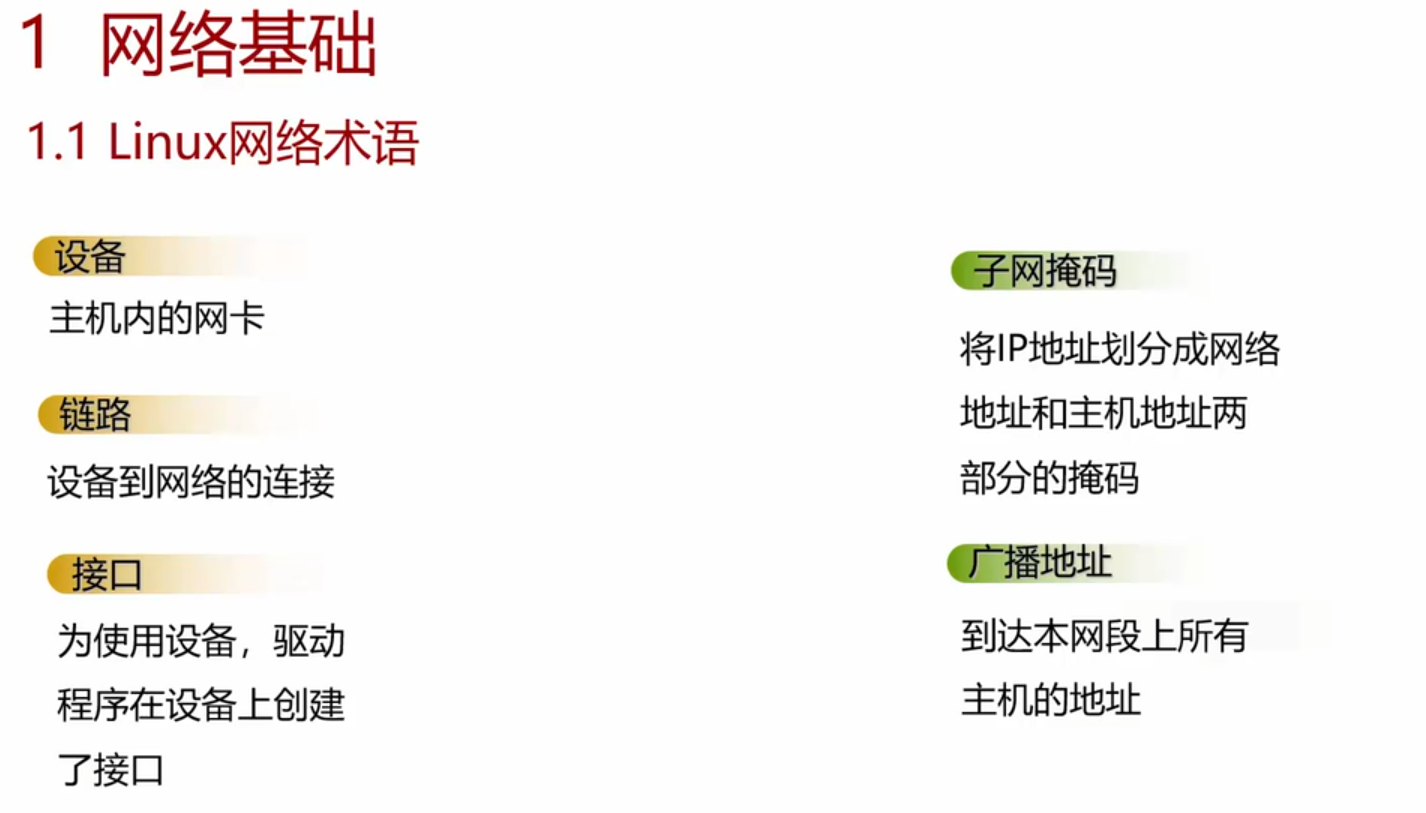 1 网络基础
1.1 Linux网络术语
设备
主机内的网卡
链路
设备到网络的连接
接口
为使用设备，驱动
程序在设备上创建
了接口
子网掩码
将IP地址划分成网络
地址和主机地址两
部分的掩码
广播地址
到达本网段上所有
主机的地址